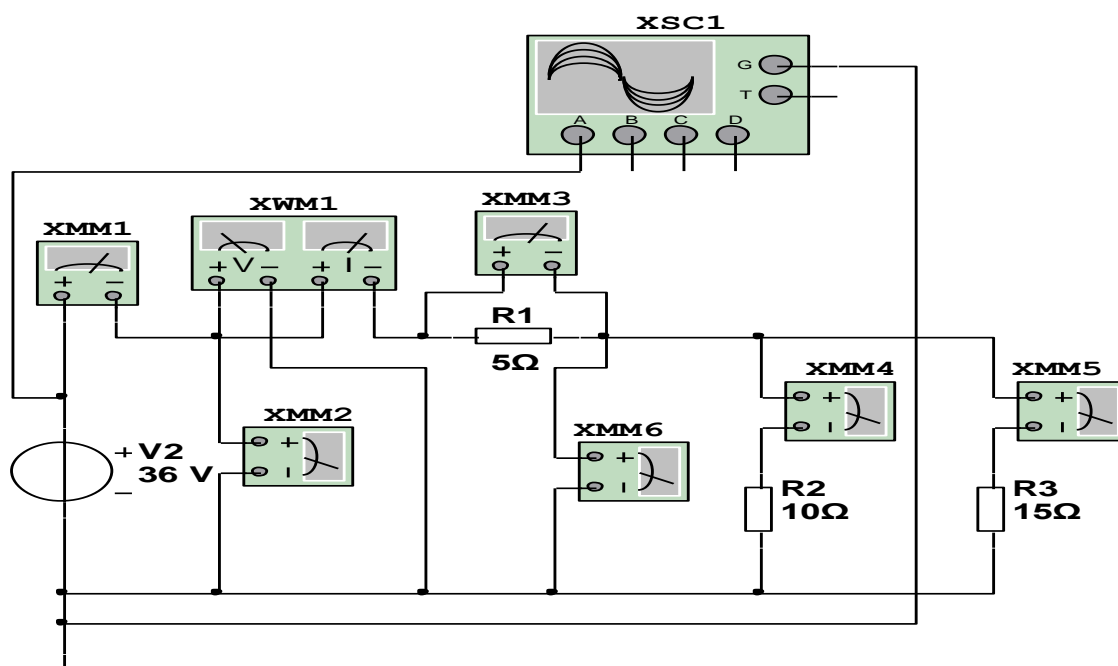 XSC1
G
T
A B C D
XMM1
XWM1
XMM3
+ −
+ V − + I −
+ −
R1
5Ω
XMM2
+
−
XMM6
+
−
XMM4
+
−
XMM5
+
−
+
V2
36 V
−
R2
10Ω
R3
15Ω